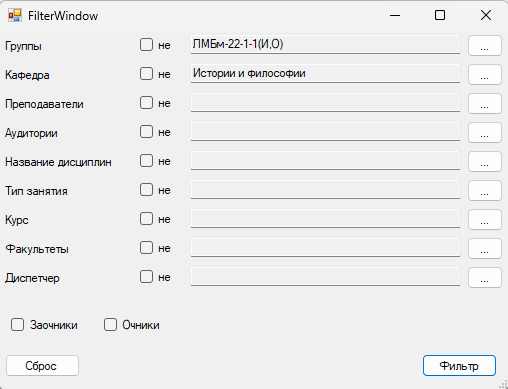 FilterWindow
Группы не ЛМБм-22-1-1(И,О) ...
Кафедра не Истории и философии ...
Преподаватели не ...
Аудитории не ...
Название дисциплин не ...
Тип занятия не ...
Курс не ...
Факультеты не ...
Диспетчер не ...
Заочники Очники
Сброс Фильтр